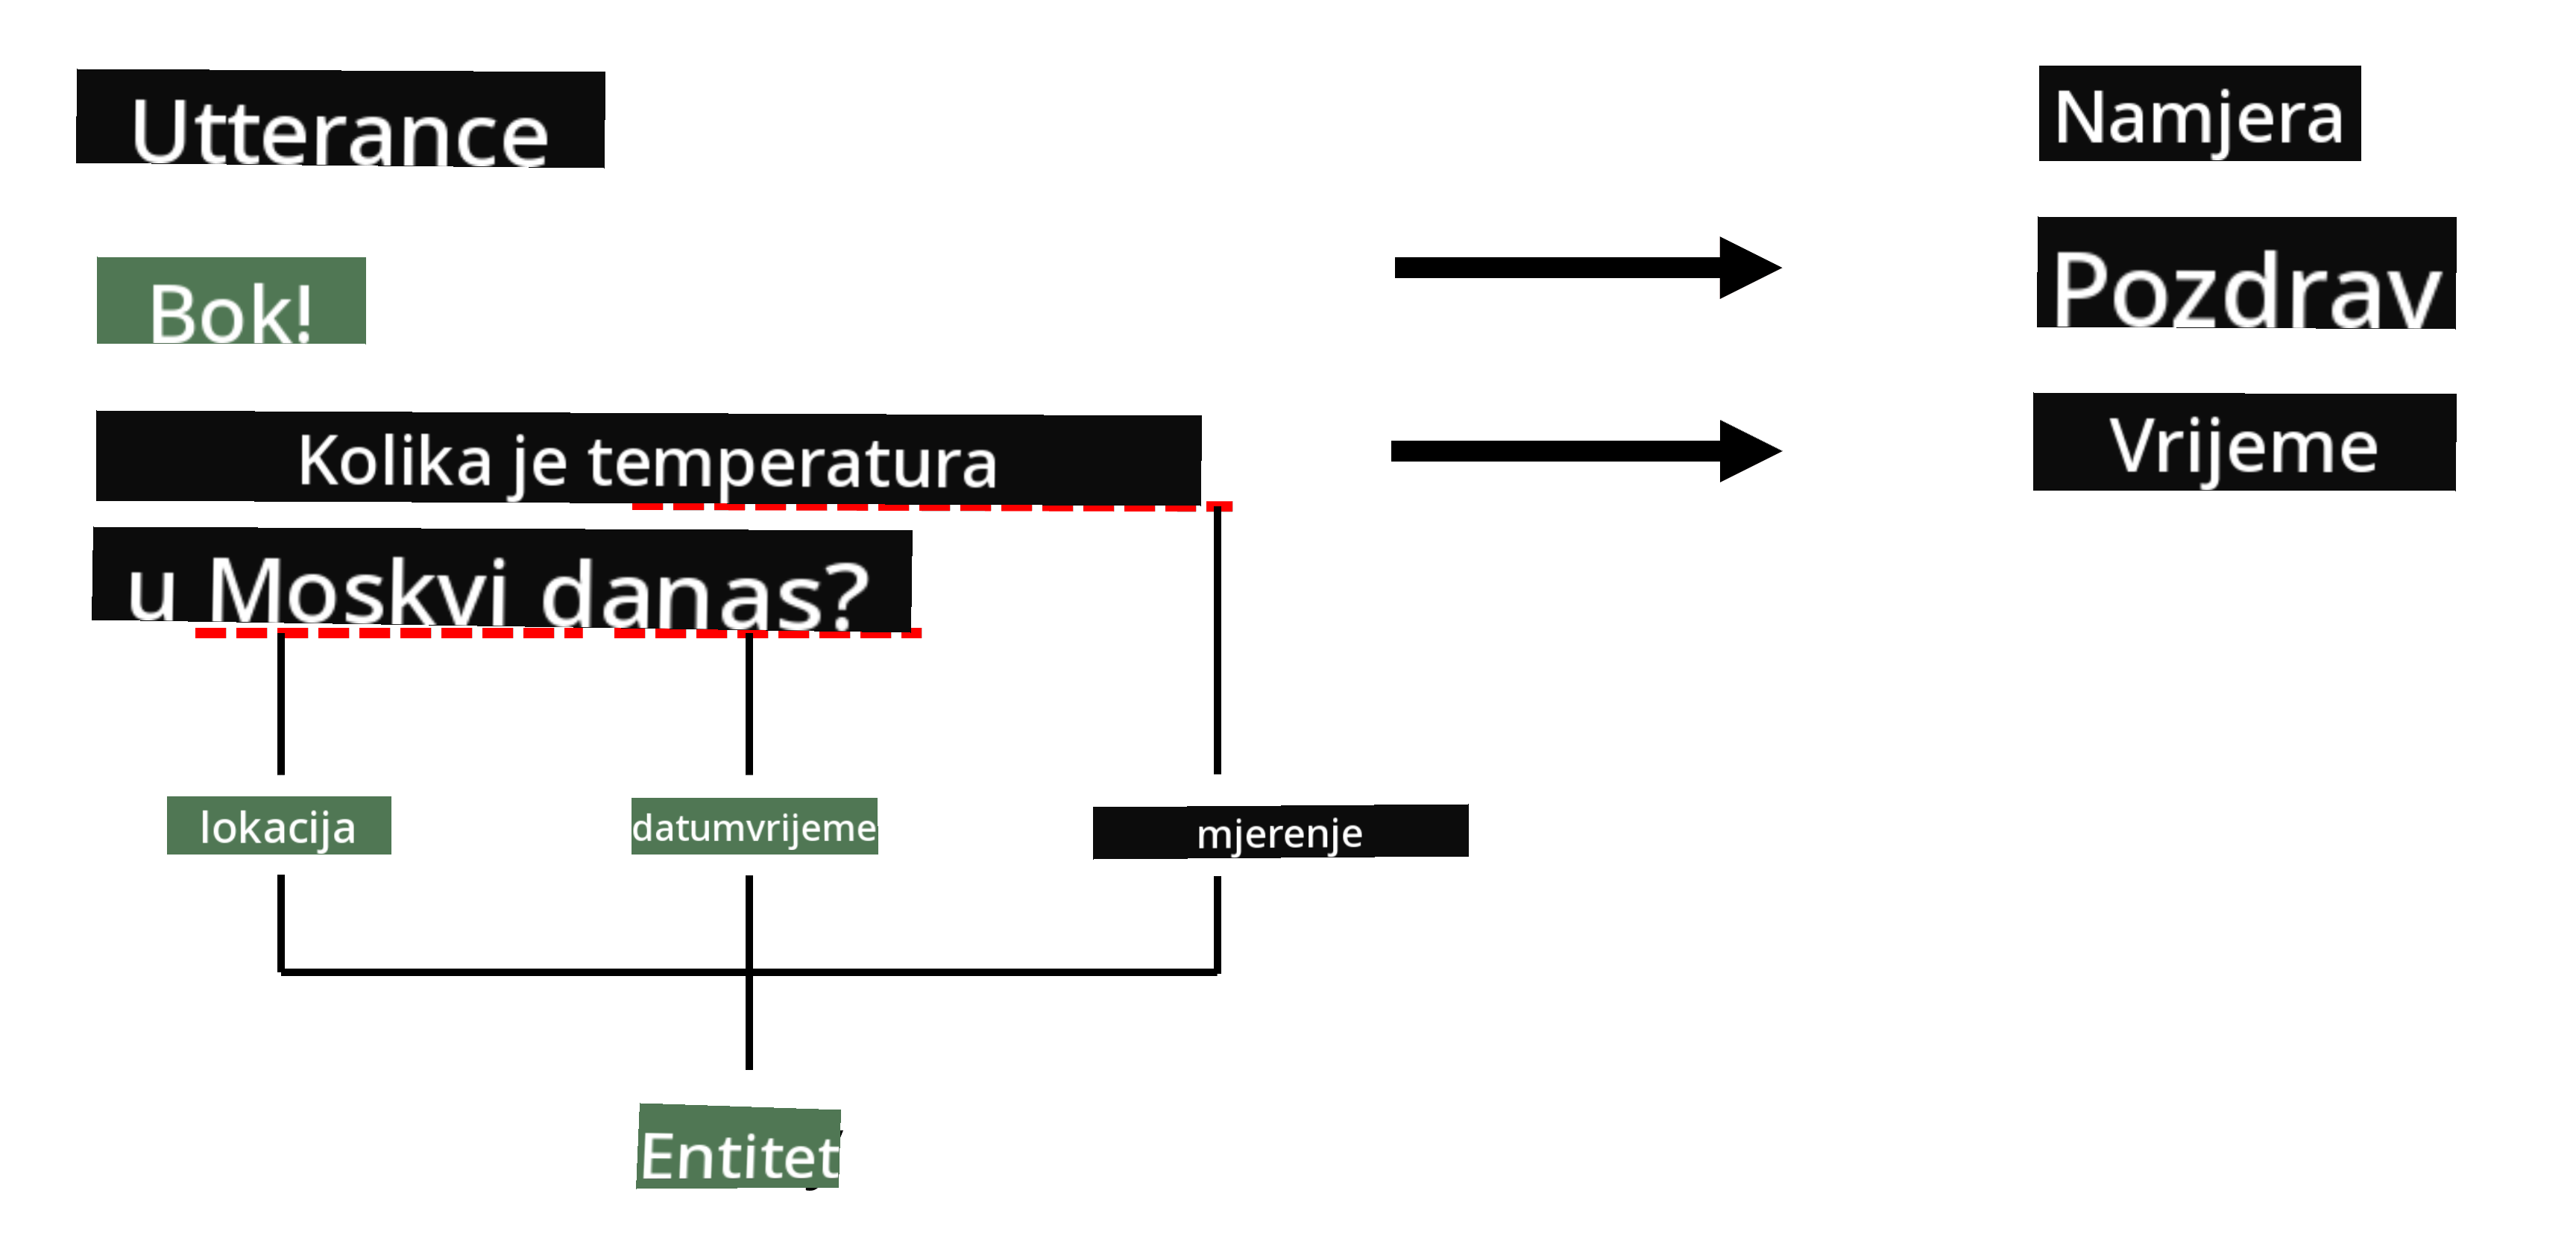 Utterance
Namjera
Bok!
Pozdrav
Kolika je temperatura
Vrijeme
u Moskvi danas?
lokacija
datumvrijeme
mjerenje
Entitet